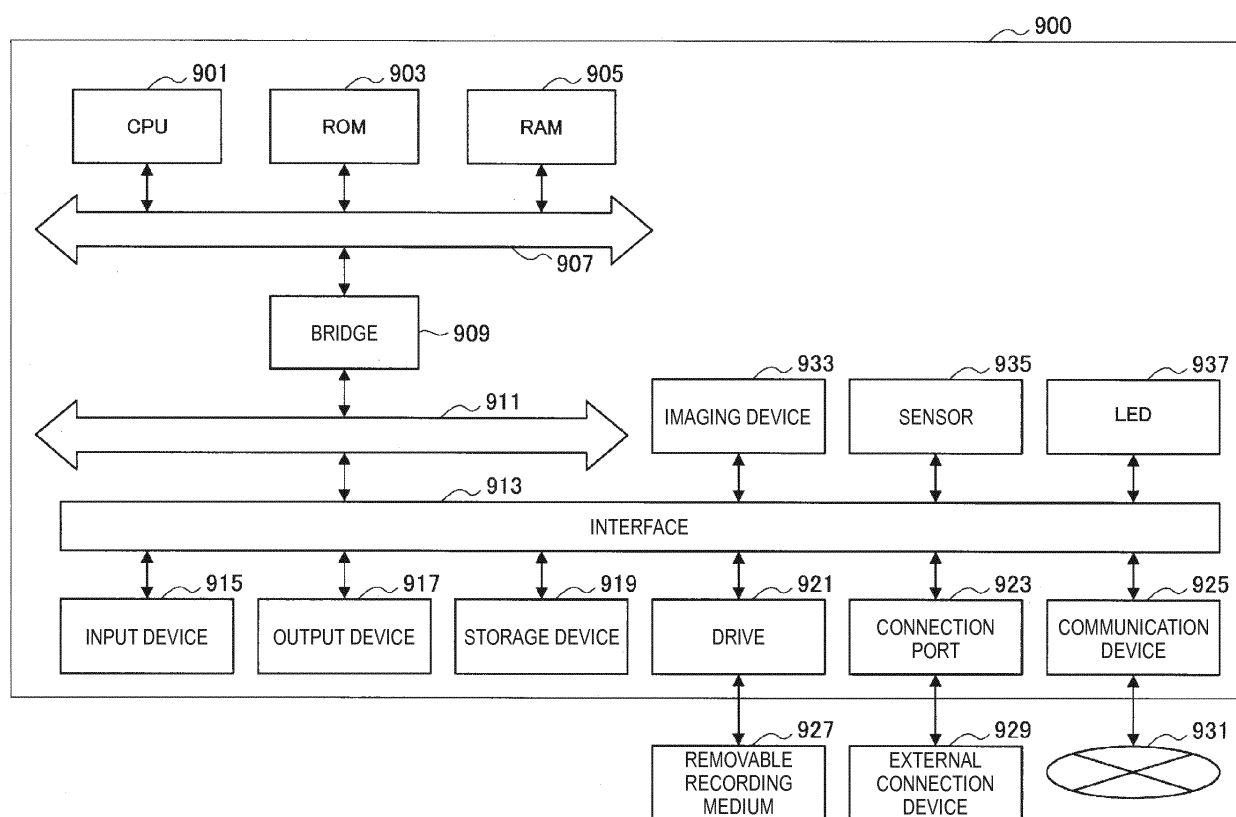 900
901
903
905
CPU
ROM
RAM
907
BRIDGE
909
911
933
935
937
IMAGING DEVICE
SENSOR
LED
913
INTERFACE
915
917
919
921
923
925
INPUT DEVICE
OUTPUT DEVICE
STORAGE DEVICE
DRIVE
CONNECTION
PORT
COMMUNICATION
DEVICE
927
929
931
REMOVABLE
RECORDING
MEDIUM
EXTERNAL
CONNECTION
DEVICE